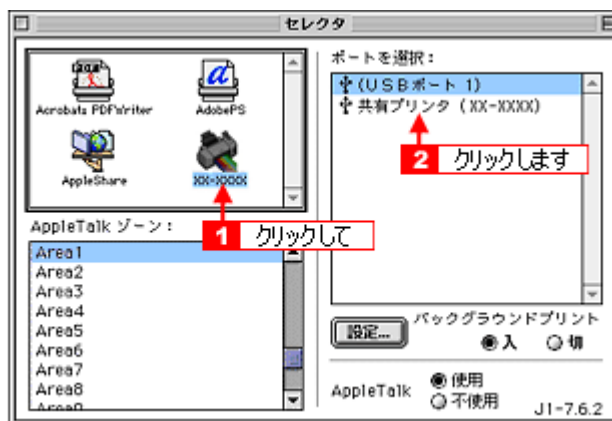 セレクタ
Acrobat® PDFWriter
AdobePS
AppleShare
XX-XXXX
1 クリックして
AppleTalk ゾーン：
Area1
Area2
Area3
Area4
Area5
Area6
Area7
Area8
Area9
ポートを選択：
(USBポート 1)
共有プリンタ (XX-XXXX)
2 クリックします
設定...
バックグラウンドプリント
入 切
AppleTalk
使用
不使用
J1-7.6.2